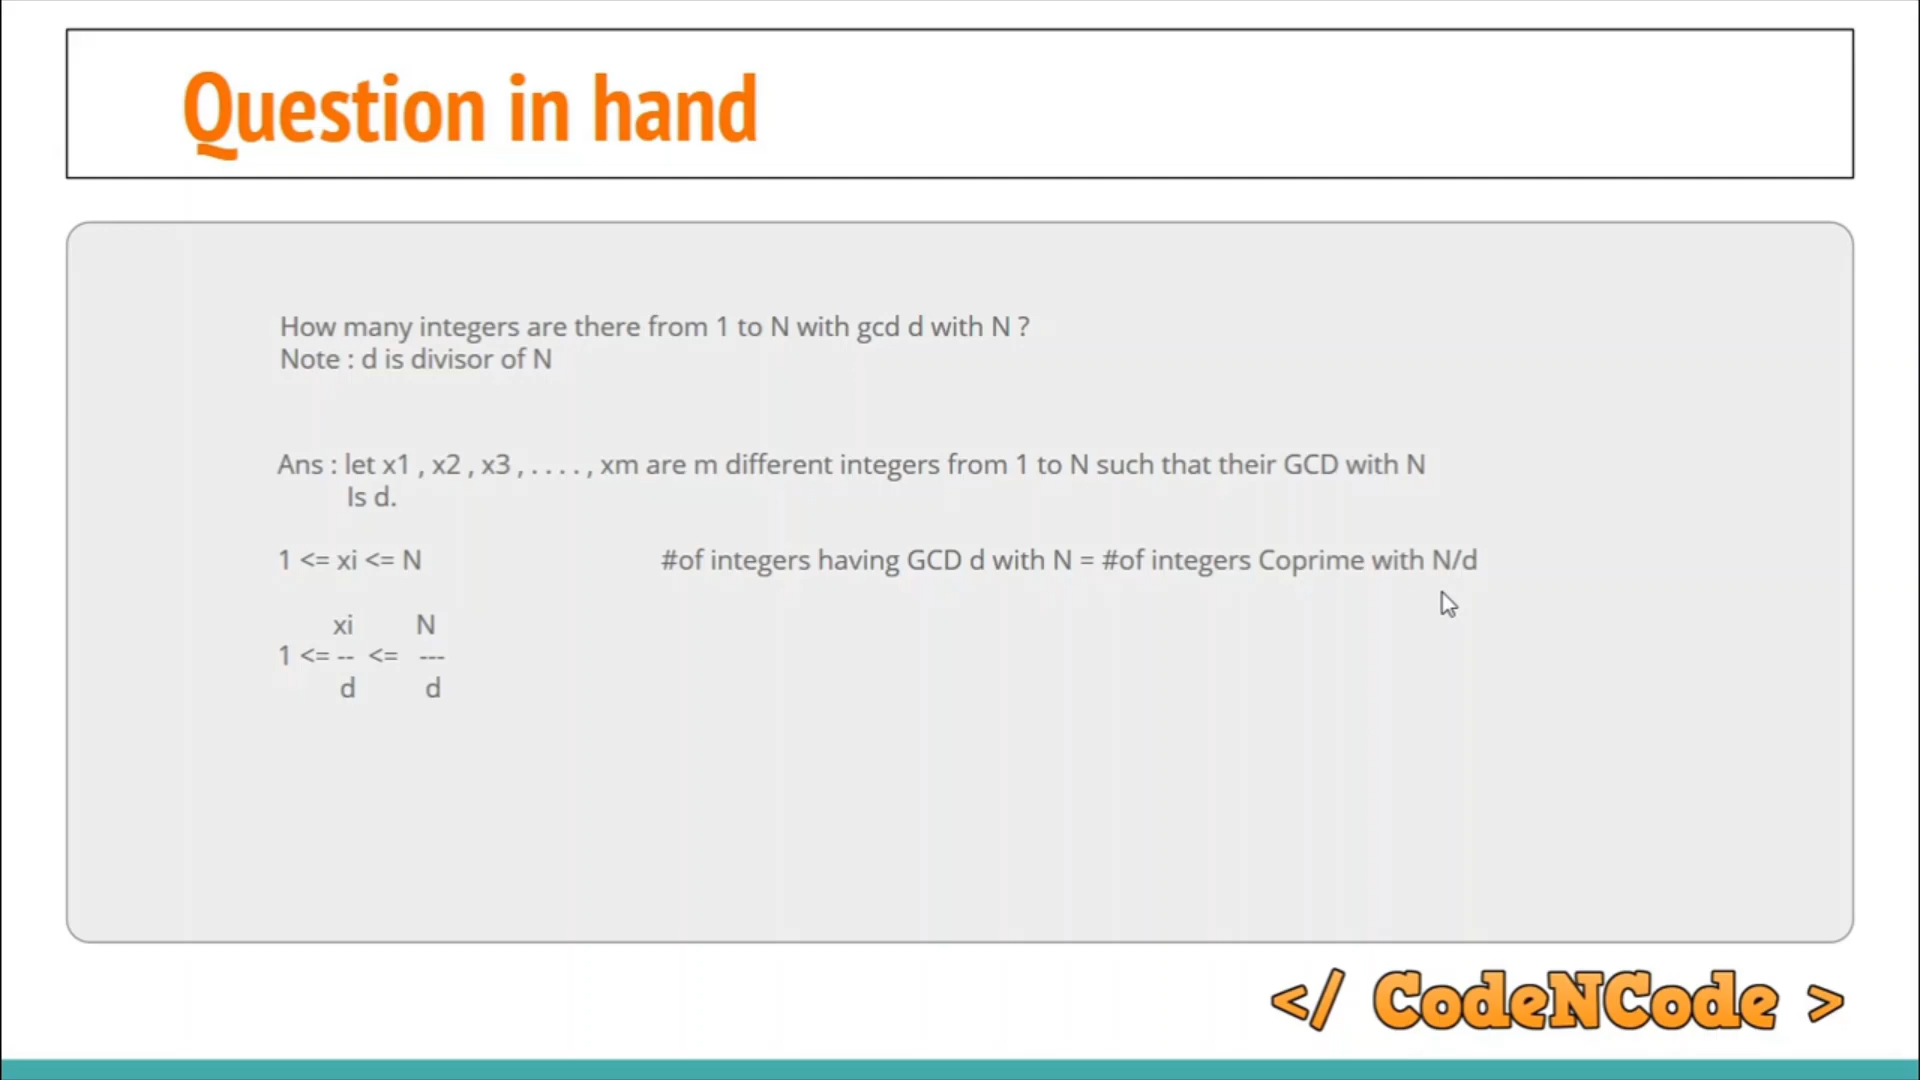 Question in hand
How many integers are there from 1 to N with gcd d with N ?
Note : d is divisor of N
Ans : let x1 , x2 , x3 , . . . . , xm are m different integers from 1 to N such that their GCD with N
Is d.
1 <= xi <= N
#of integers having GCD d with N = #of integers Coprime with N/d
xi N
1 <= -- <= ---
d d
</ CodeNCode >